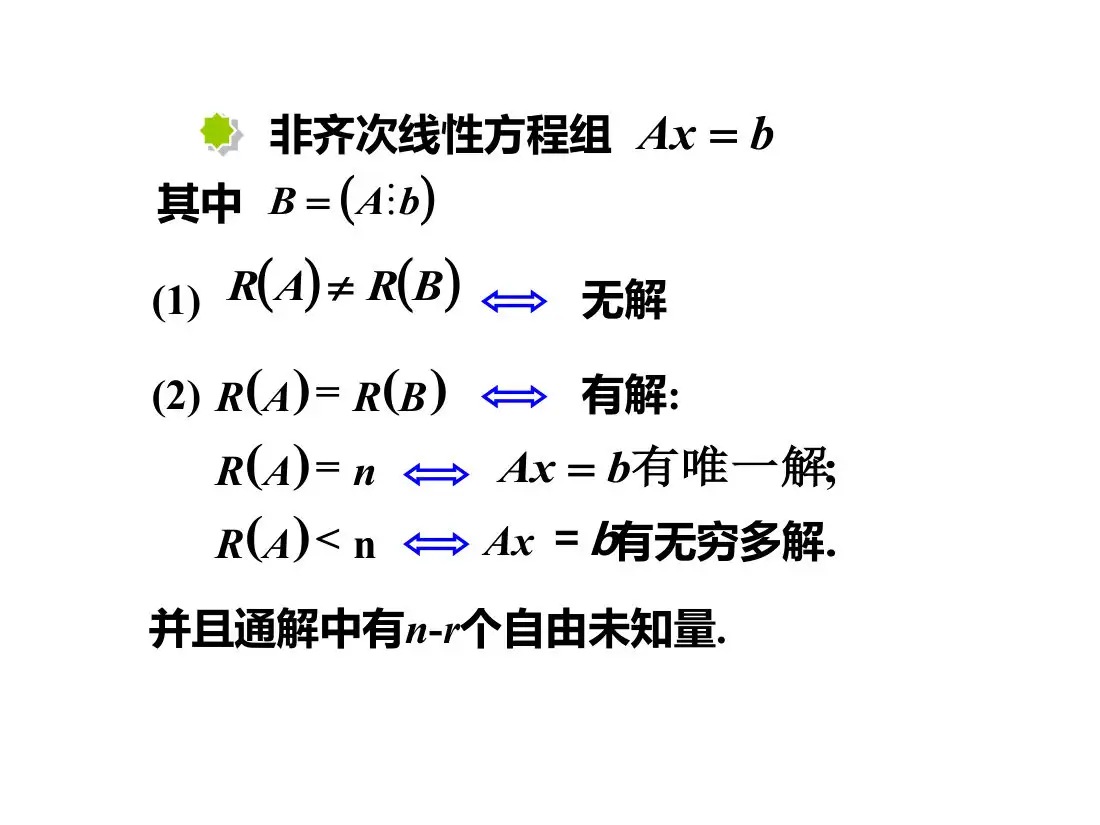 非齐次线性方程组 Ax = b
其中 B = (A⋮b)
(1) R(A) ≠ R(B) ⇔ 无解
(2) R(A) = R(B) ⇔ 有解:
R(A) = n ⇔ Ax = b有唯一解;
R(A) < n ⇔ Ax = b有无穷多解.
并且通解中有n-r个自由未知量.